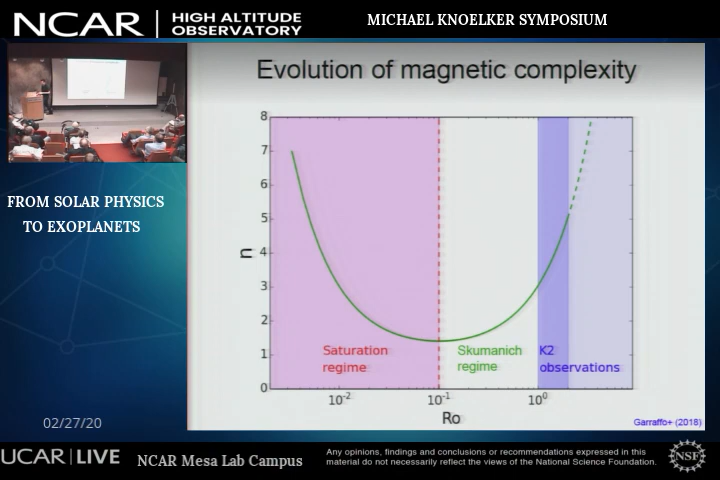 NCAR
HIGH ALTITUDE
OBSERVATORY
MICHAEL KNOELKER SYMPOSIUM
FROM SOLAR PHYSICS
TO EXOPLANETS
02/27/20
Evolution of magnetic complexity
8
7
6
5
4
3
2
1
0
n
Saturation
regime
Skumanich
regime
K2
observations
10-2
10-1
100
Ro
Garraffo+ (2018)
UCAR|LIVE
NCAR Mesa Lab Campus
Any opinions, findings and conclusions or recommendations expressed in this
material do not necessarily reflect the views of the National Science Foundation.
NSF